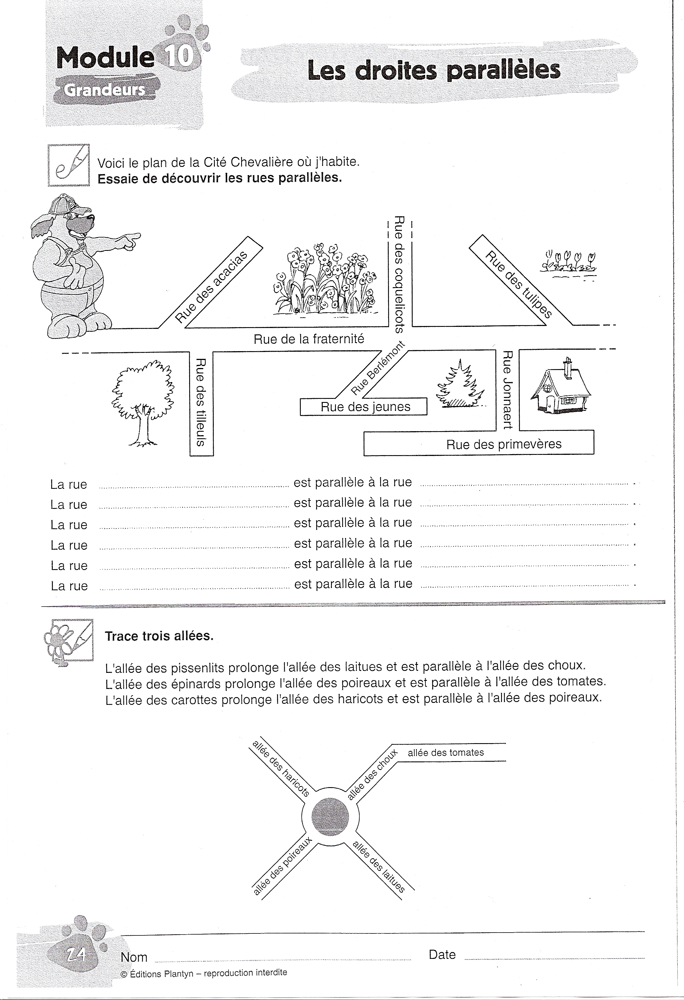 Module 10
Grandeurs
Les droites parallèles
Voici le plan de la Cité Chevalière où j'habite.
Essaie de découvrir les rues parallèles.
Rue des acacias
Rue des coquelicots
Rue des tulipes
Rue de la fraternité
Rue des tilleuls
Rue Berlémont
Rue Jonnaert
Rue des jeunes
Rue des primevères
La rue ........ est parallèle à la rue ........ .
La rue ........ est parallèle à la rue ........ .
La rue ........ est parallèle à la rue ........ .
La rue ........ est parallèle à la rue ........ .
La rue ........ est parallèle à la rue ........ .
La rue ........ est parallèle à la rue ........ .
Trace trois allées.
L'allée des pissenlits prolonge l'allée des laitues et est parallèle à l'allée des choux.
L'allée des épinards prolonge l'allée des poireaux et est parallèle à l'allée des tomates.
L'allée des carottes prolonge l'allée des haricots et est parallèle à l'allée des poireaux.
allée des haricots
allée des choux
allée des tomates
allée des poireaux
allée des laitues
24
Nom ........ Date ........
© Éditions Plantyn – reproduction interdite